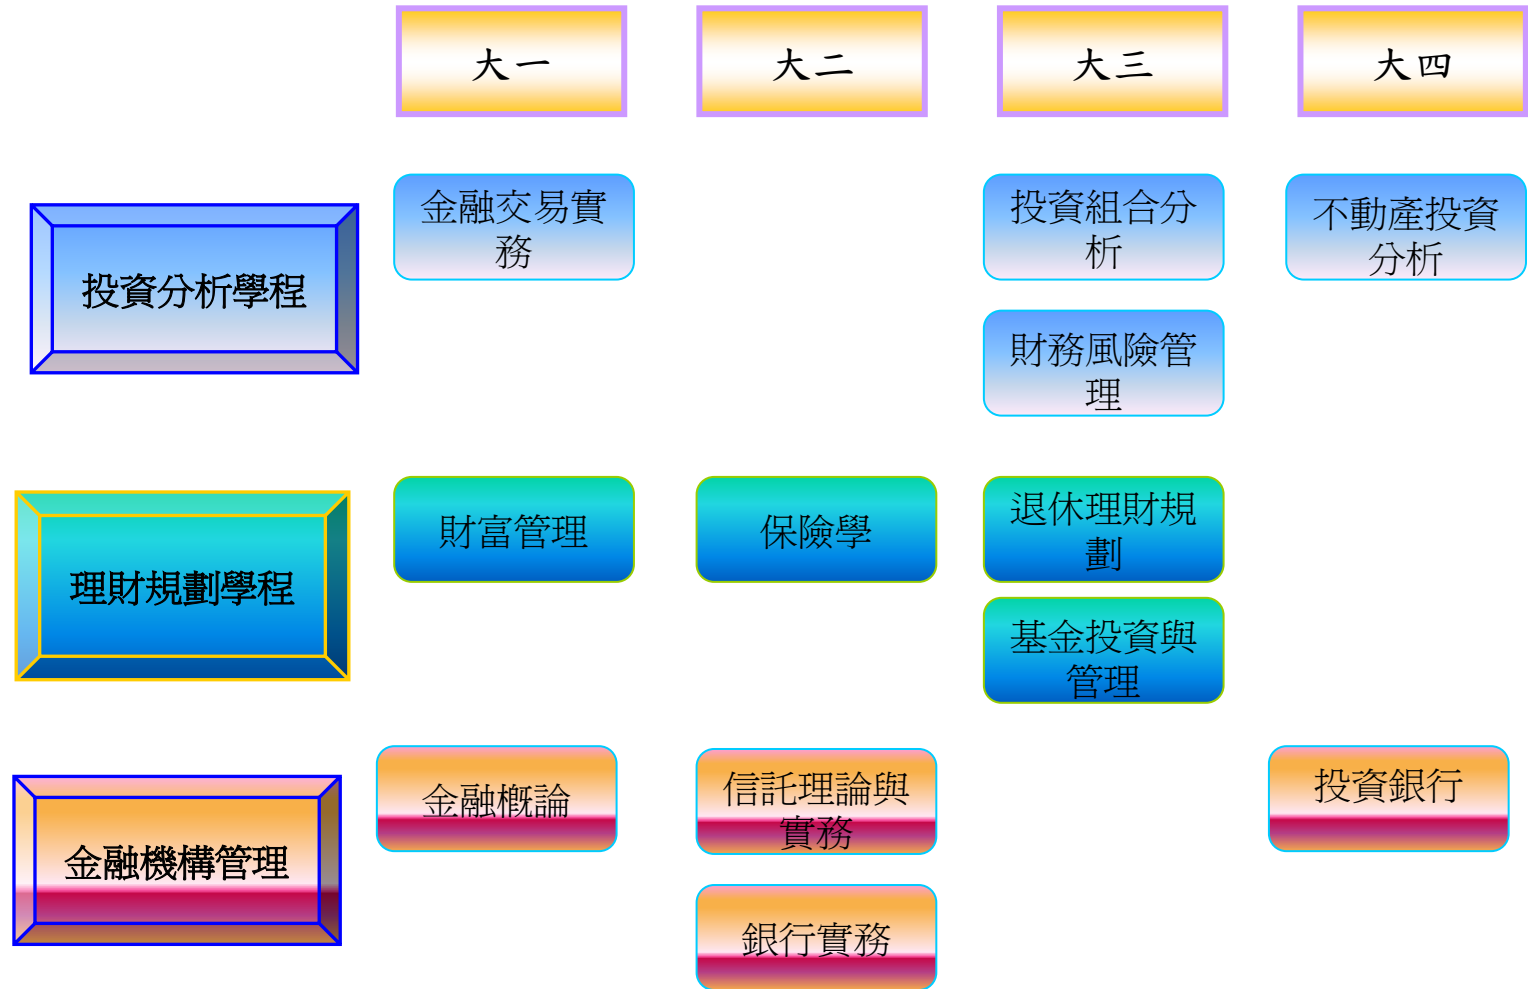 大一
大二
大三
大四
投資分析學程
金融交易實
務
投資組合分
析
不動產投資
分析
財務風險管
理
理財規劃學程
財富管理
保險學
退休理財規
劃
基金投資與
管理
金融機構管理
金融概論
信託理論與
實務
投資銀行
銀行實務